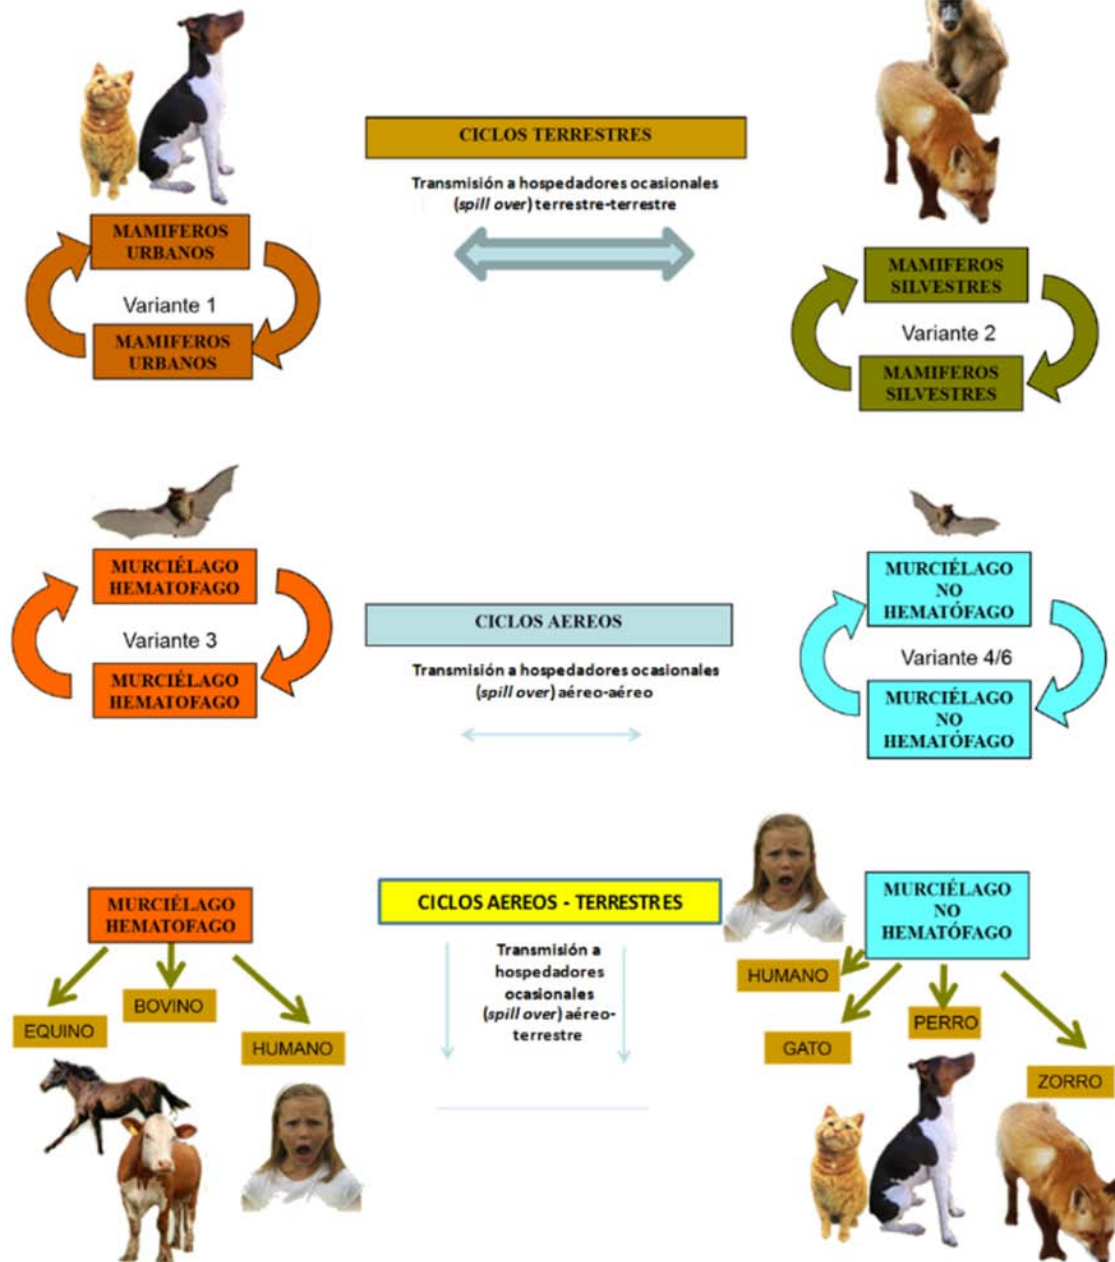 CICLOS TERRESTRES
Transmisión a hospedadores ocasionales
(spill over) terrestre-terrestre
MAMIFEROS
URBANOS
Variante 1
MAMIFEROS
URBANOS
MAMIFEROS
SILVESTRES
Variante 2
MAMIFEROS
SILVESTRES
MURCIÉLAGO
HEMATOFAGO
Variante 3
MURCIÉLAGO
HEMATOFAGO
CICLOS AEREOS
Transmisión a hospedadores ocasionales
(spill over) aéreo-aéreo
MURCIÉLAGO
NO
HEMATÓFAGO
Variante 4/6
MURCIÉLAGO
NO
HEMATÓFAGO
MURCIÉLAGO
HEMATOFAGO
EQUINO
BOVINO
HUMANO
CICLOS AEREOS - TERRESTRES
Transmisión a
hospedadores
ocasionales
(spill over) aéreo-
terrestre
MURCIÉLAGO
NO
HEMATÓFAGO
HUMANO
GATO
PERRO
ZORRO